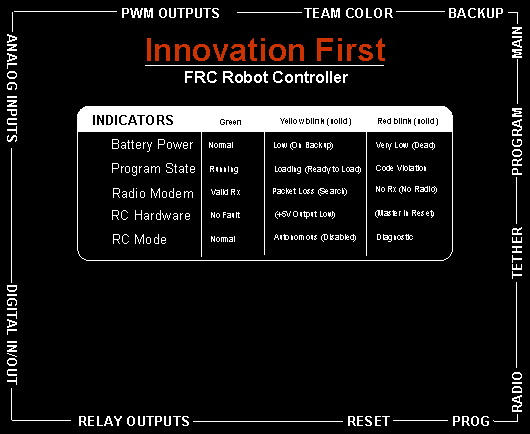 PWM OUTPUTS TEAM COLOR BACKUP
Innovation First
FRC Robot Controller
ANALOG INPUTS
MAIN
PROGRAM
INDICATORS Green Yellow blink (solid) Red blink (solid)
Battery Power Normal Low (On Backup) Very Low (Dead)
Program State Running Loading (Ready to Load) Code Violation
Radio Modem Valid Rx Packet Loss (Search) No Rx (No Radio)
RC Hardware No Fault (+5V Output Low) (Master in Reset)
RC Mode Normal Autonomous (Disabled) Diagnostic
TETHER
DIGITAL IN/OUT
RADIO
RELAY OUTPUTS RESET PROG